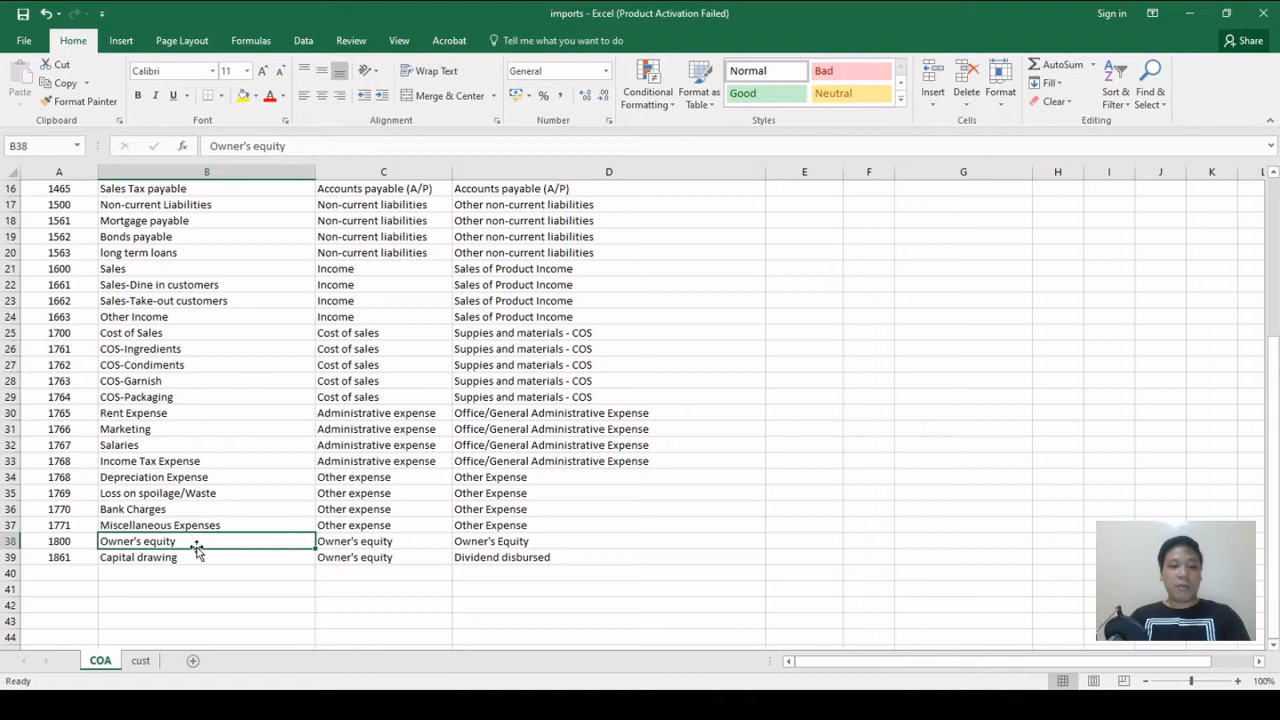 imports - Excel (Product Activation Failed)
Sign in
File Home Insert Page Layout Formulas Data Review View Acrobat Tell me what you want to do Share
Paste Cut Copy Format Painter Clipboard
Calibri 11 B I U A A A Font
Wrap Text Merge & Center Alignment
General % , Number
Conditional Formatting Format as Table Normal Bad Good Neutral Styles
Insert Delete Format Cells
AutoSum Fill Clear Sort & Filter Find & Select Editing
B38 fx Owner's equity
A B C D E F G H I J K L
16 1465 Sales Tax payable Accounts payable (A/P) Accounts payable (A/P)
17 1500 Non-current Liabilities Non-current liabilities Other non-current liabilities
18 1561 Mortgage payable Non-current liabilities Other non-current liabilities
19 1562 Bonds payable Non-current liabilities Other non-current liabilities
20 1563 long term loans Non-current liabilities Other non-current liabilities
21 1600 Sales Income Sales of Product Income
22 1661 Sales-Dine in customers Income Sales of Product Income
23 1662 Sales-Take-out customers Income Sales of Product Income
24 1663 Other Income Income Sales of Product Income
25 1700 Cost of Sales Cost of sales Suppies and materials - COS
26 1761 COS-Ingredients Cost of sales Suppies and materials - COS
27 1762 COS-Condiments Cost of sales Suppies and materials - COS
28 1763 COS-Garnish Cost of sales Suppies and materials - COS
29 1764 COS-Packaging Cost of sales Suppies and materials - COS
30 1765 Rent Expense Administrative expense Office/General Administrative Expense
31 1766 Marketing Administrative expense Office/General Administrative Expense
32 1767 Salaries Administrative expense Office/General Administrative Expense
33 1768 Income Tax Expense Administrative expense Office/General Administrative Expense
34 1768 Depreciation Expense Other expense Other Expense
35 1769 Loss on spoilage/Waste Other expense Other Expense
36 1770 Bank Charges Other expense Other Expense
37 1771 Miscellaneous Expenses Other expense Other Expense
38 1800 Owner's equity Owner's equity Owner's Equity
39 1861 Capital drawing Owner's equity Dividend disbursed
40
41
42
43
44
COA cust
Ready 100%